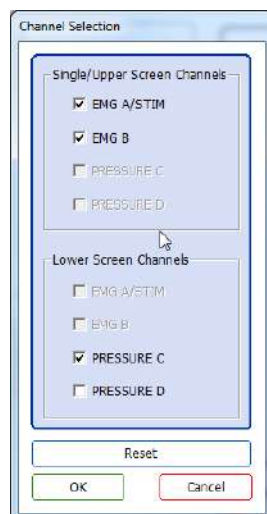 Channel Selection
Single/Upper Screen Channels
EMG A/STIM
EMG B
PRESSURE C
PRESSURE D
Lower Screen Channels
EMG A/STIM
EMG B
PRESSURE C
PRESSURE D
Reset
OK Cancel